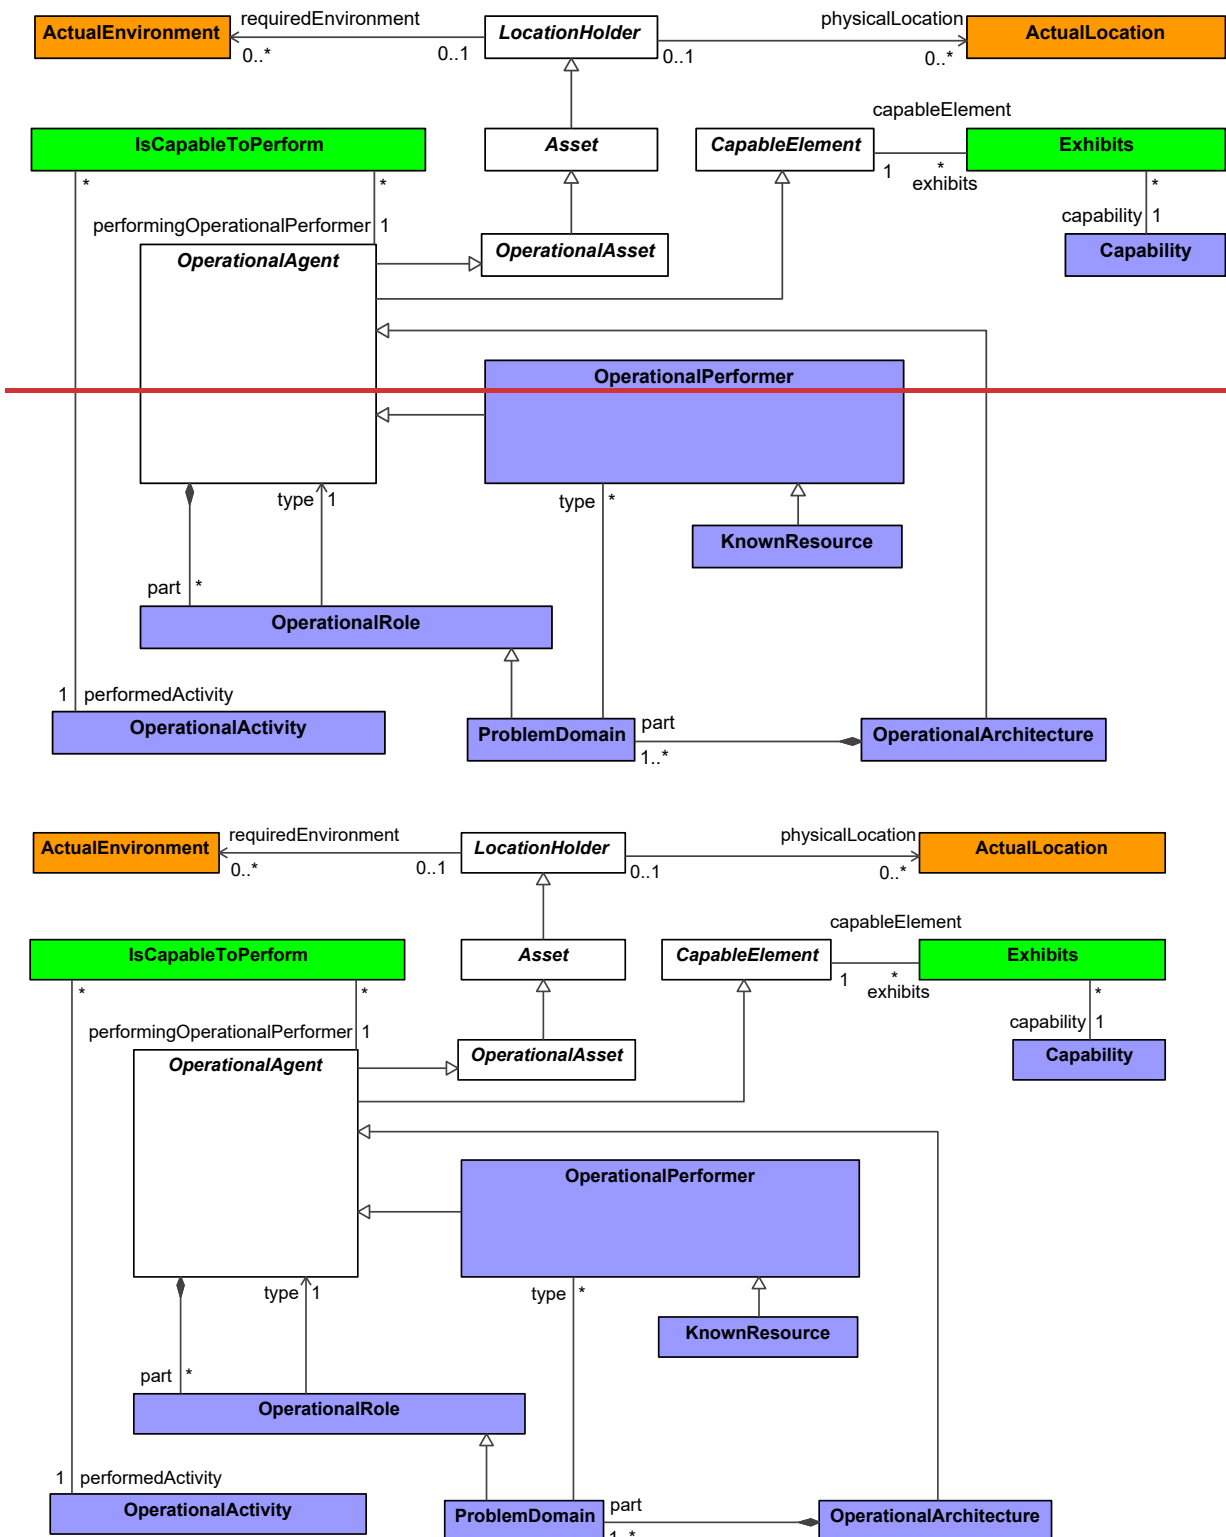 requiredEnvironment
physicalLocation
ActualEnvironment
LocationHolder
ActualLocation
0..*
0..1
0..1
0..*
capableElement
IsCapableToPerform
Asset
CapableElement
Exhibits
*
*
1
*
exhibits
*
performingOperationalPerformer
1
capability
1
OperationalAgent
OperationalAsset
Capability
OperationalPerformer
type
1
type
*
KnownResource
part
*
OperationalRole
1
performedActivity
OperationalActivity
ProblemDomain
part
1..*
OperationalArchitecture
requiredEnvironment
physicalLocation
ActualEnvironment
LocationHolder
ActualLocation
0..*
0..1
0..1
0..*
capableElement
IsCapableToPerform
Asset
CapableElement
Exhibits
*
*
1
*
exhibits
*
performingOperationalPerformer
1
capability
1
OperationalAgent
OperationalAsset
Capability
OperationalPerformer
type
1
type
*
KnownResource
part
*
OperationalRole
1
performedActivity
OperationalActivity
ProblemDomain
part
1..*
OperationalArchitecture